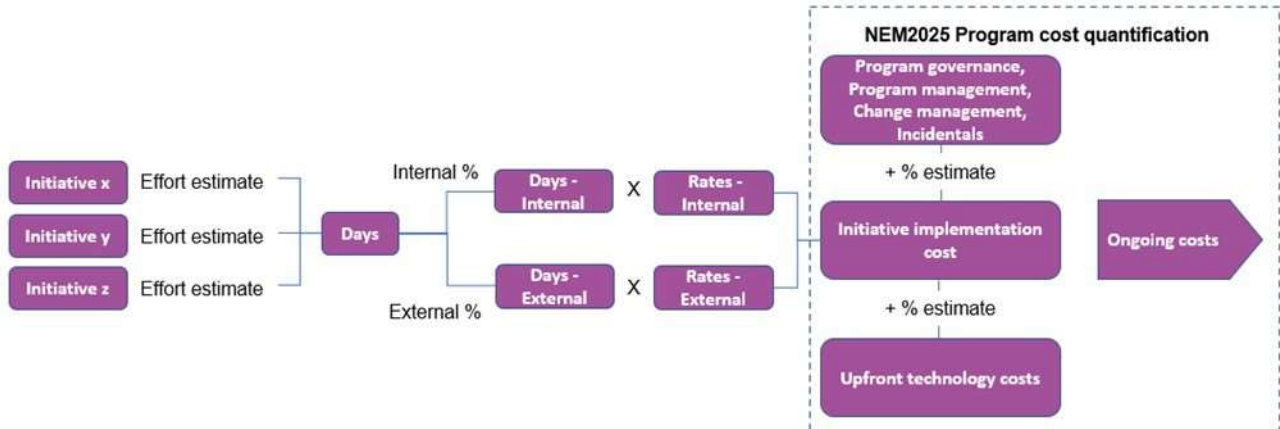 NEM2025 Program cost quantification
Program governance,
Program management,
Change management,
Incidentals
+ % estimate
Initiative x
Effort estimate
Initiative y
Effort estimate
Initiative z
Effort estimate
Days
Internal %
Days -
Internal
X
Rates -
Internal
External %
Days -
External
X
Rates -
External
Initiative implementation
cost
Ongoing costs
+ % estimate
Upfront technology costs